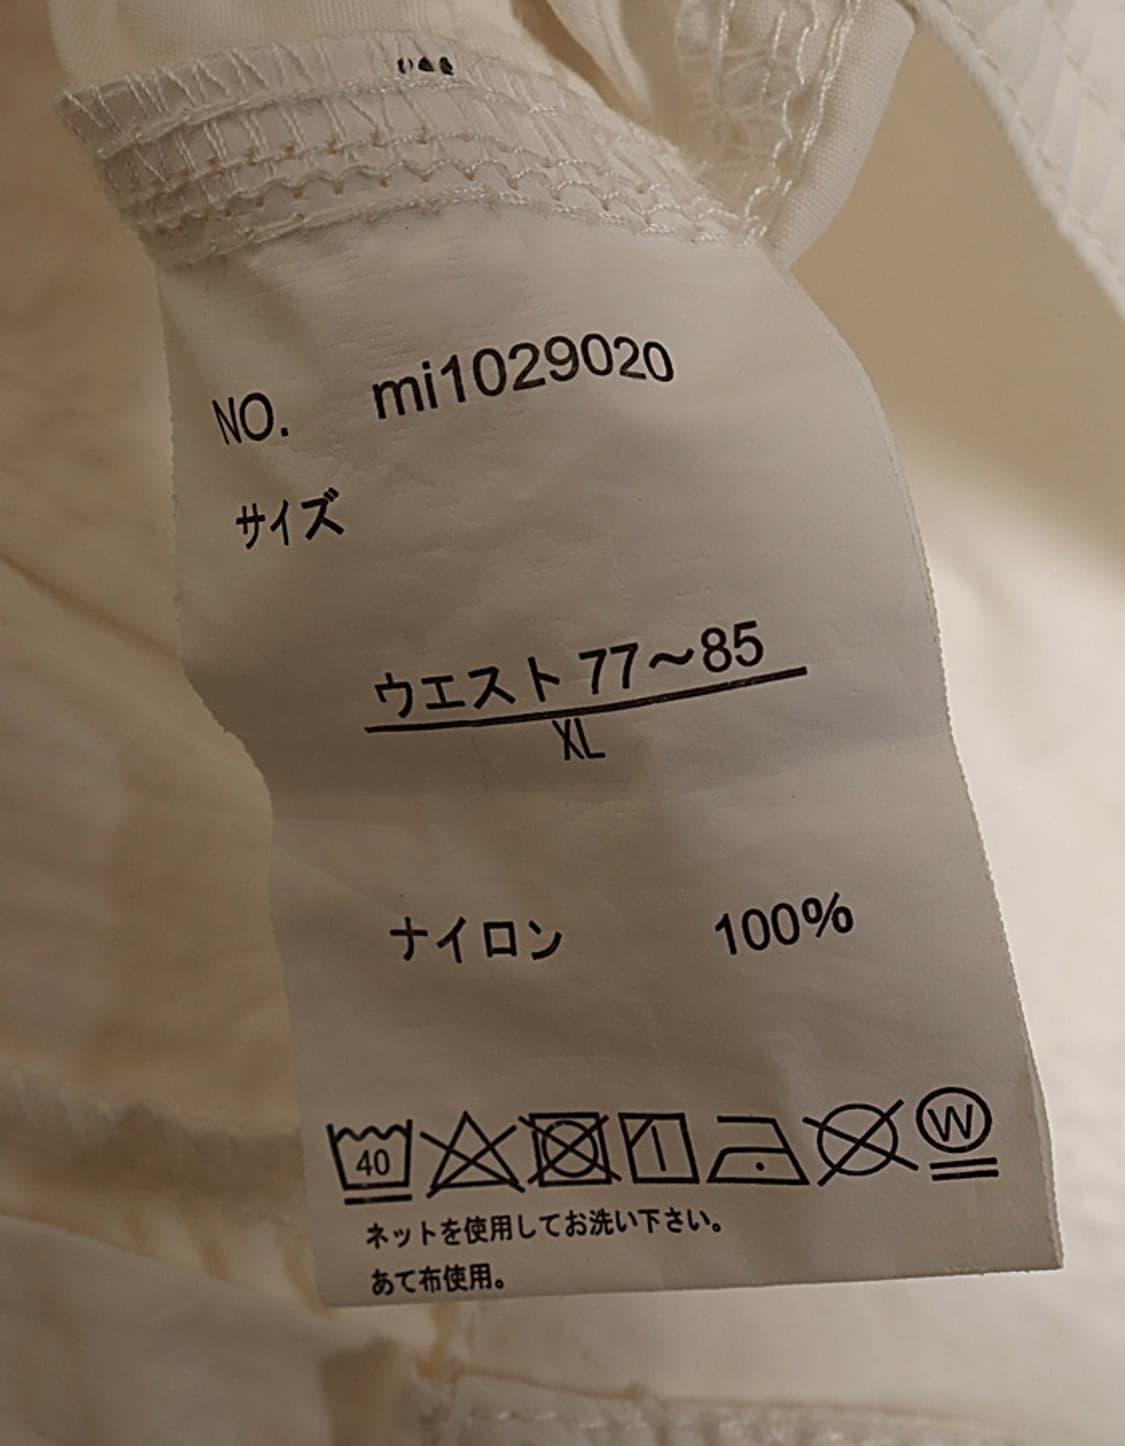 NO. mi1029020
サイズ
ウエスト 77～85
XL
ナイロン 100%
40 W
ネットを使用してお洗い下さい。
あて布使用。